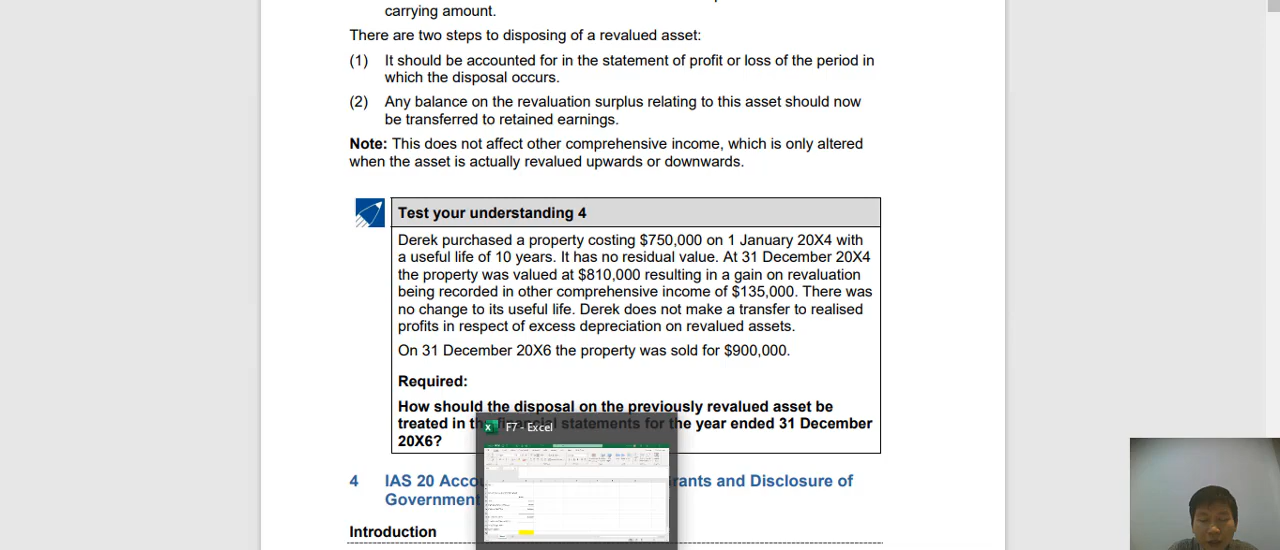 carrying amount.
There are two steps to disposing of a revalued asset:
(1) It should be accounted for in the statement of profit or loss of the period in
which the disposal occurs.
(2) Any balance on the revaluation surplus relating to this asset should now
be transferred to retained earnings.
Note: This does not affect other comprehensive income, which is only altered
when the asset is actually revalued upwards or downwards.
Test your understanding 4
Derek purchased a property costing $750,000 on 1 January 20X4 with
a useful life of 10 years. It has no residual value. At 31 December 20X4
the property was valued at $810,000 resulting in a gain on revaluation
being recorded in other comprehensive income of $135,000. There was
no change to its useful life. Derek does not make a transfer to realised
profits in respect of excess depreciation on revalued assets.
On 31 December 20X6 the property was sold for $900,000.
Required:
How should the disposal on the previously revalued asset be
treated in the financial statements for the year ended 31 December
20X6?
F7 - Excel
4 IAS 20 Acco rants and Disclosure of
Government
Introduction